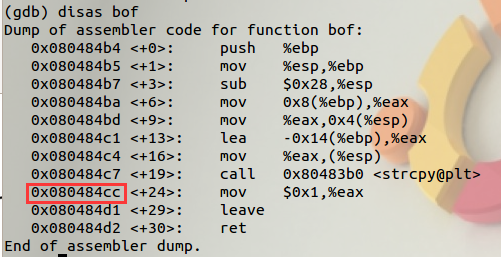 (gdb) disas bof
Dump of assembler code for function bof:
0x080484b4 <+0>: push %ebp
0x080484b5 <+1>: mov %esp,%ebp
0x080484b7 <+3>: sub $0x28,%esp
0x080484ba <+6>: mov 0x8(%ebp),%eax
0x080484bd <+9>: mov %eax,0x4(%esp)
0x080484c1 <+13>: lea -0x14(%ebp),%eax
0x080484c4 <+16>: mov %eax,(%esp)
0x080484c7 <+19>: call 0x80483b0 <strcpy@plt>
0x080484cc <+24>: mov $0x1,%eax
0x080484d1 <+29>: leave
0x080484d2 <+30>: ret
End of assembler dump.